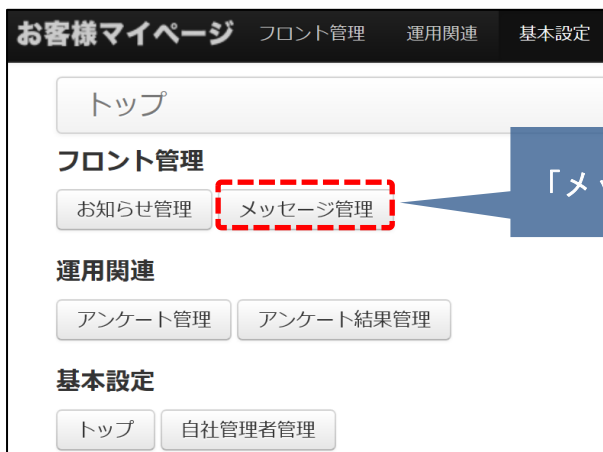 お客様マイページ フロント管理 運用関連 基本設定
トップ
フロント管理
お知らせ管理 メッセージ管理
「メッ
運用関連
アンケート管理 アンケート結果管理
基本設定
トップ 自社管理者管理